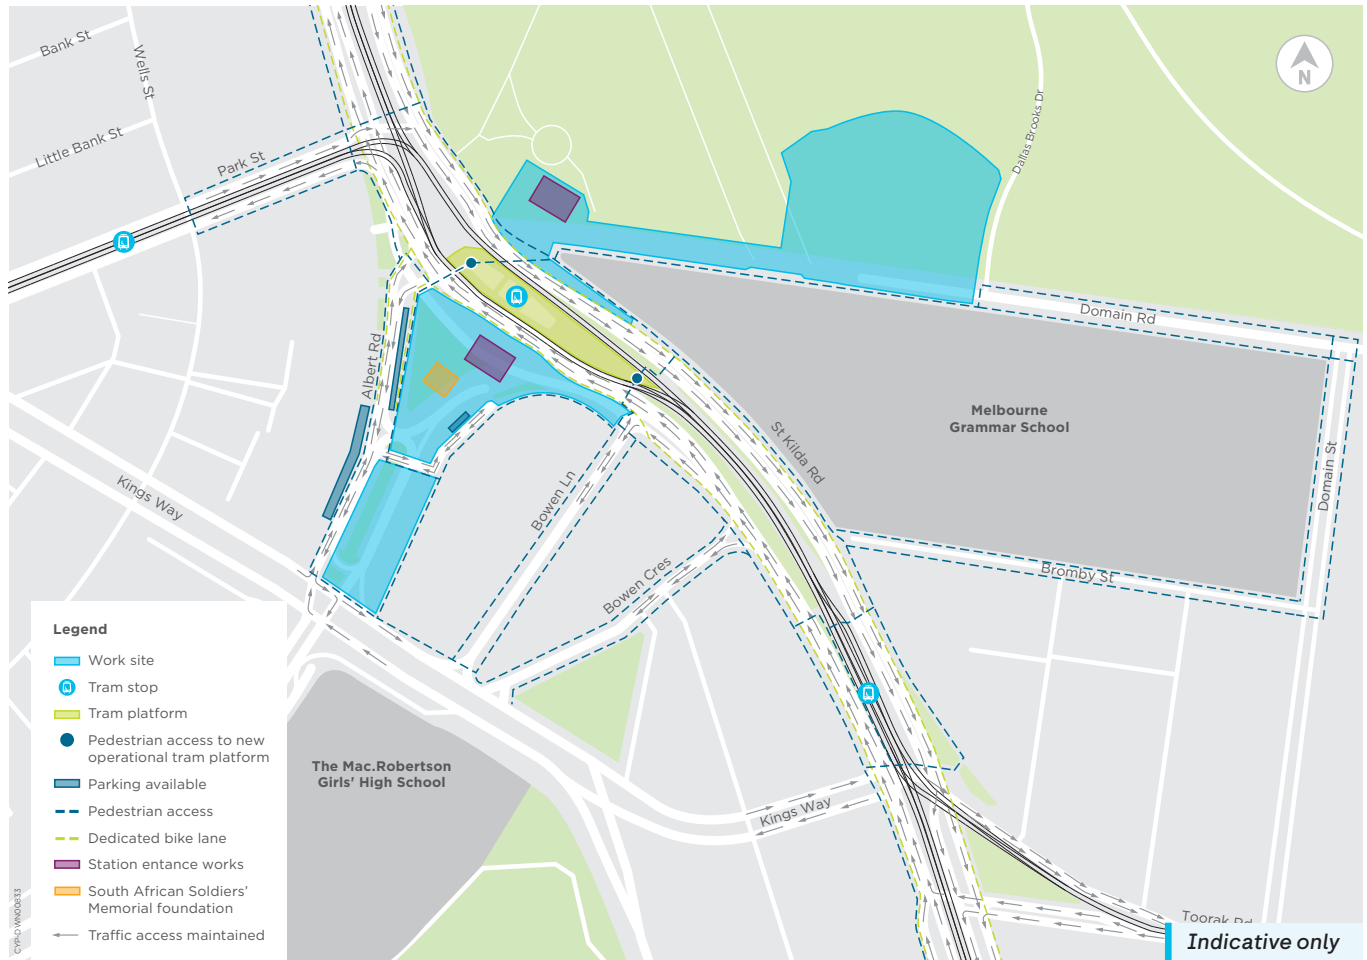 Bank St
Wells St
Little Bank St
Park St
Dallas Brooks Dr
N
Domain Rd
Albert Rd
Melbourne
Grammar School
St Kilda Rd
Domain St
Kings Way
Bowen Ln
Bowen Cres
Bromby St
Legend
Work site
Tram stop
Tram platform
Pedestrian access to new
operational tram platform
Parking available
Pedestrian access
Dedicated bike lane
Station entrance works
South African Soldiers'
Memorial foundation
Traffic access maintained
The Mac.Robertson
Girls' High School
Kings Way
Toorak Rd
Indicative only
CYP-DWN00833